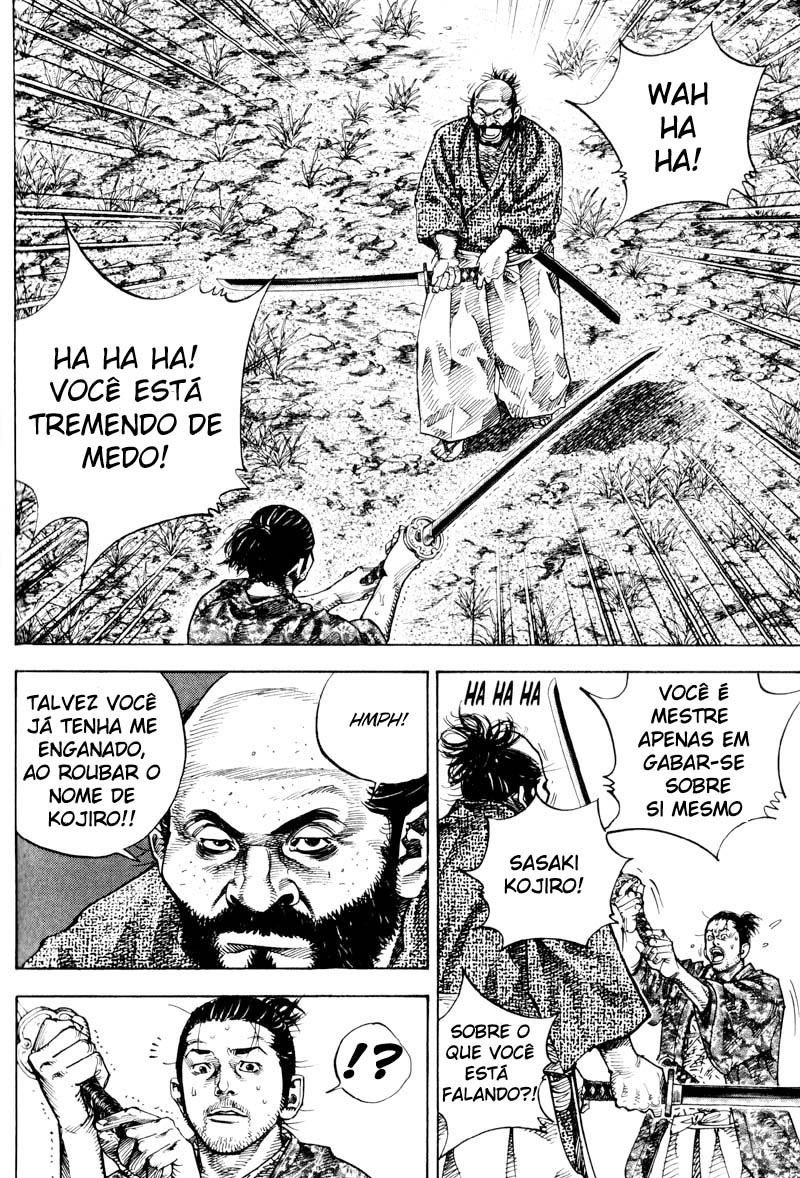 WAH
HA
HA!
HA HA HA!
VOCÊ ESTÁ
TREMENDO DE
MEDO!
HA HA HA
VOCÊ É
MESTRE
APENAS EM
GABAR-SE
SOBRE
SI MESMO
SASAKI
KOJIRO!
SOBRE O
QUE VOCÊ
ESTÁ
FALANDO?!
HMPH!
TALVEZ VOCÊ
JÁ TENHA ME
ENGANADO,
AO ROUBAR O
NOME DE
KOJIRO!!
!?